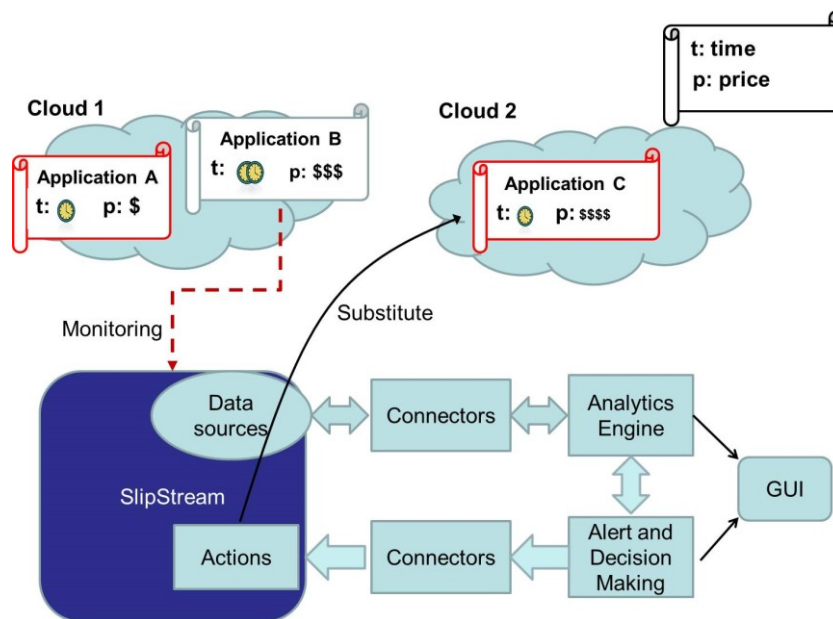 t: time
p: price
Cloud 1
Cloud 2
Application B
t: p: $$$
Application A
t: p: $
Application C
t: p: $$$$
Monitoring
Substitute
Data
sources
Connectors
Analytics
Engine
GUI
SlipStream
Actions
Connectors
Alert and
Decision
Making